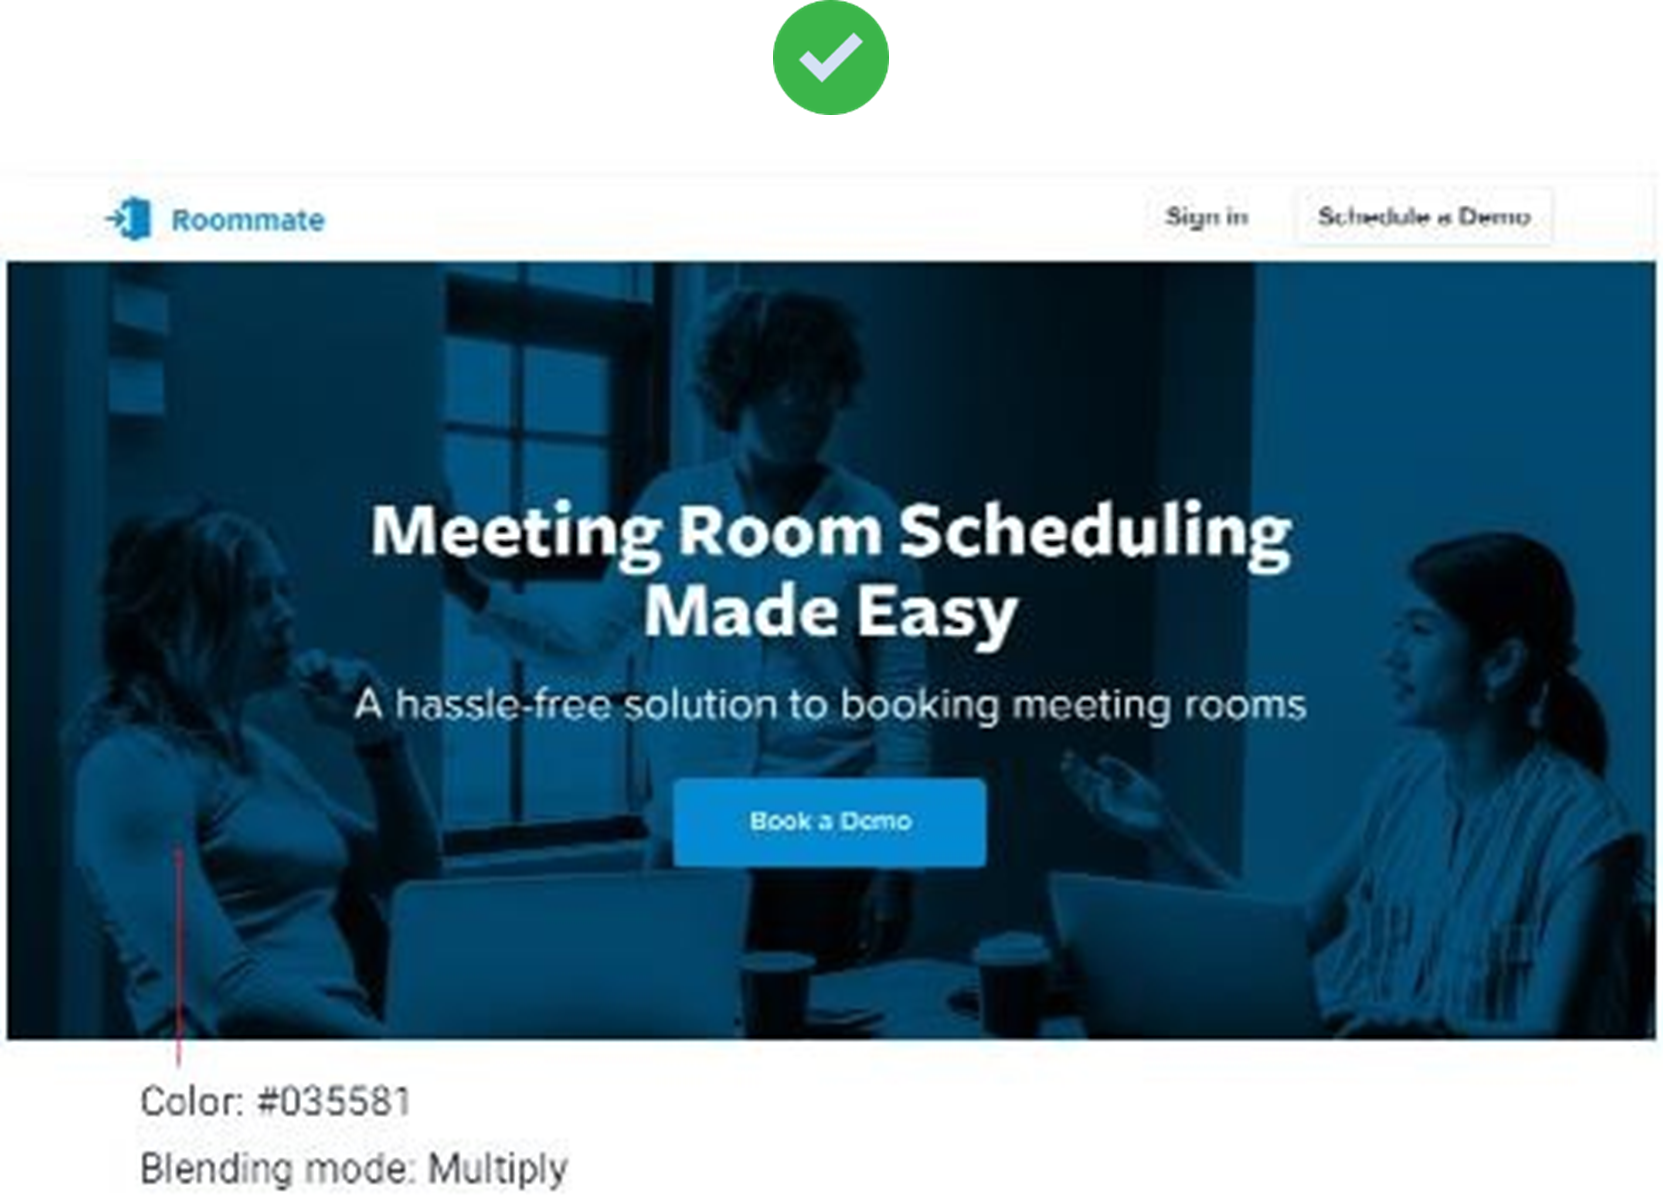 Roommate
Sign in
Schedule a Demo
Meeting Room Scheduling
Made Easy
A hassle-free solution to booking meeting rooms
Book a Demo
Color: #035581
Blending mode: Multiply